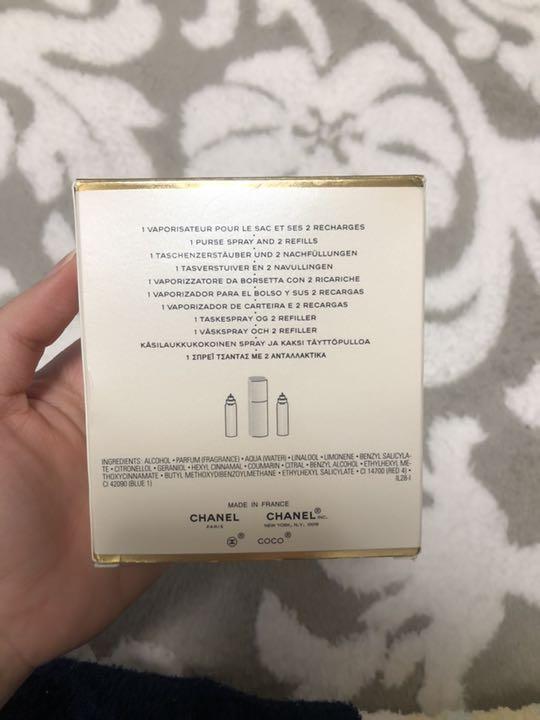 1 VAPORISATEUR POUR LE SAC ET SES 2 RECHARGES
1 PURSE SPRAY AND 2 REFILLS
1 TASCHENZERSTÄUBER UND 2 NACHFÜLLUNGEN
1 TASVERSTUIVER EN 2 NAVULLINGEN
1 VAPORIZZATORE DA BORSETTA CON 2 RICARICHE
1 VAPORIZADOR PARA EL BOLSO Y SUS 2 RECARGAS
1 VAPORIZADOR DE CARTEIRA E 2 RECARGAS
1 TASKESPRAY OG 2 REFILLER
1 VÄSKSPRAY OCH 2 REFILLER
KÄSILAUKKUKOKOINEN SPRAY JA KAKSI TÄYTTÖPULLOA
1 ΣΠΡΕΪ ΤΣΑΝΤΑΣ ΜΕ 2 ΑΝΤΑΛΛΑΚΤΙΚΑ
INGREDIENTS: ALCOHOL • PARFUM (FRAGRANCE) • AQUA (WATER) • LINALOOL • LIMONENE • BENZYL SALICYLA-
TE • CITRONELLOL • GERANIOL • HEXYL CINNAMAL • COUMARIN • CITRAL • BENZYL ALCOHOL • ETHYLHEXYL ME-
THOXYCINNAMATE • BUTYL METHOXYDIBENZOYLMETHANE • ETHYLHEXYL SALICYLATE • CI 14700 (RED 4) •
CI 42090 (BLUE 1) IL28-I
MADE IN FRANCE
CHANEL CHANEL® INC.
PARIS NEW YORK, N.Y. 10019
® COCO®